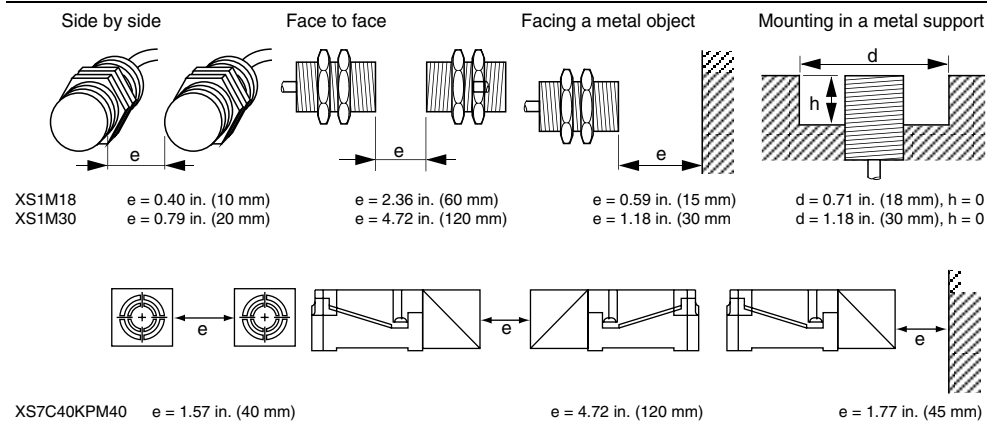 Side by side Face to face Facing a metal object Mounting in a metal support
d
h
e e e
XS1M18 e = 0.40 in. (10 mm) e = 2.36 in. (60 mm) e = 0.59 in. (15 mm) d = 0.71 in. (18 mm), h = 0
XS1M30 e = 0.79 in. (20 mm) e = 4.72 in. (120 mm) e = 1.18 in. (30 mm d = 1.18 in. (30 mm), h = 0
e e e
XS7C40KPM40 e = 1.57 in. (40 mm) e = 4.72 in. (120 mm) e = 1.77 in. (45 mm)